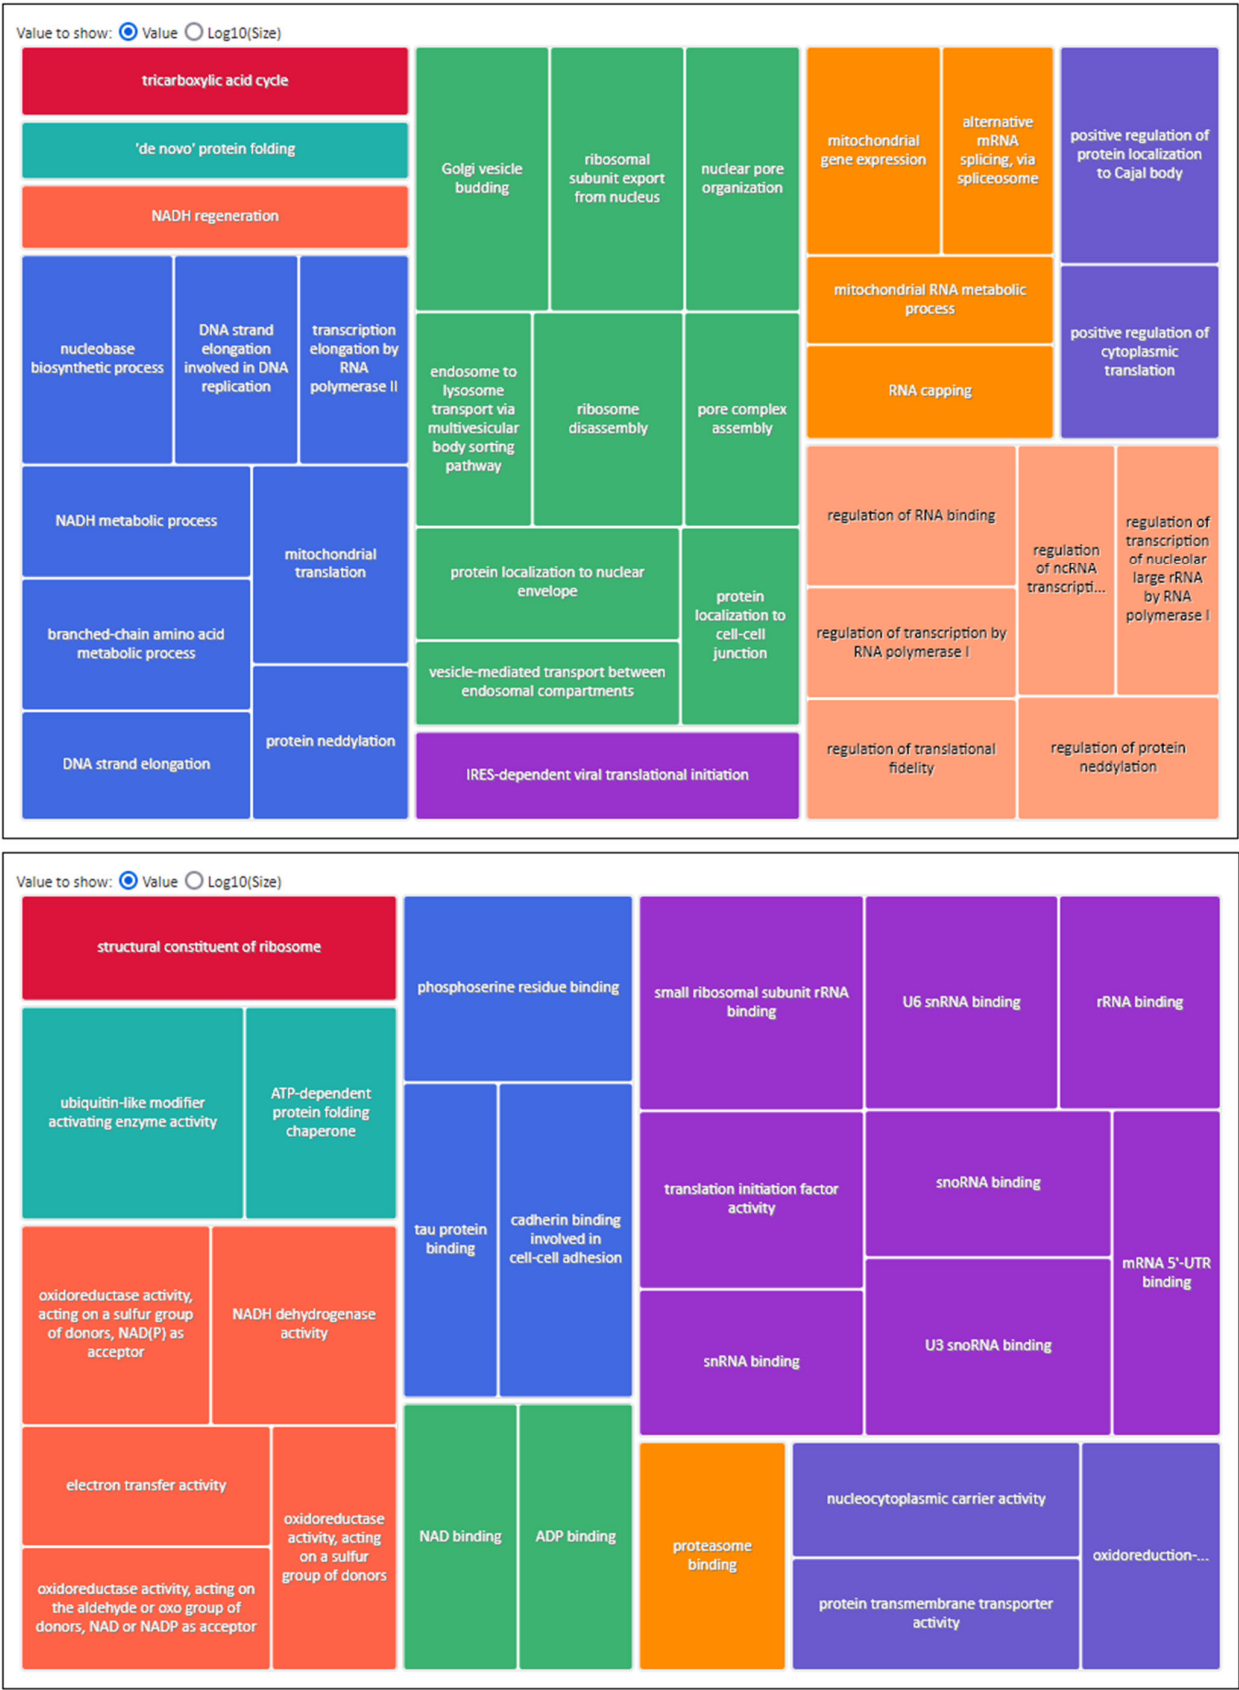 Value to show: Value Log10(Size)
tricarboxylic acid cycle
'de novo' protein folding
NADH regeneration
nucleobase
biosynthetic process
DNA strand
elongation
involved in DNA
replication
transcription
elongation by
RNA
polymerase II
NADH metabolic process
mitochondrial
translation
branched-chain amino acid
metabolic process
DNA strand elongation
protein neddylation
Golgi vesicle
budding
ribosomal
subunit export
from nucleus
nuclear pore
organization
endosome to
lysosome
transport via
multivesicular
body sorting
pathway
ribosome
disassembly
pore complex
assembly
protein localization to nuclear
envelope
vesicle-mediated transport between
endosomal compartments
protein
localization to
cell-cell
junction
IRES-dependent viral translational initiation
mitochondrial
gene expression
alternative
mRNA
splicing, via
spliceosome
mitochondrial RNA metabolic
process
RNA capping
positive regulation of
protein localization
to Cajal body
positive regulation of
cytoplasmic
translation
regulation of RNA binding
regulation of transcription by
RNA polymerase I
regulation
of ncRNA
transcripti...
regulation of
transcription
of nucleolar
large rRNA
by RNA
polymerase I
regulation of translational
fidelity
regulation of protein
neddylation
Value to show: Value Log10(Size)
structural constituent of ribosome
ubiquitin-like modifier
activating enzyme activity
ATP-dependent
protein folding
chaperone
oxidoreductase activity,
acting on a sulfur group
of donors, NAD(P) as
acceptor
NADH dehydrogenase
activity
electron transfer activity
oxidoreductase activity, acting on
the aldehyde or oxo group of
donors, NAD or NADP as acceptor
oxidoreductase
activity, acting
on a sulfur
group of donors
phosphoserine residue binding
tau protein
binding
cadherin binding
involved in
cell-cell adhesion
NAD binding
ADP binding
small ribosomal subunit rRNA
binding
U6 snRNA binding
rRNA binding
translation initiation factor
activity
snoRNA binding
snRNA binding
U3 snoRNA binding
mRNA 5'-UTR
binding
proteasome
binding
nucleocytoplasmic carrier activity
protein transmembrane transporter
activity
oxidoreduction-...